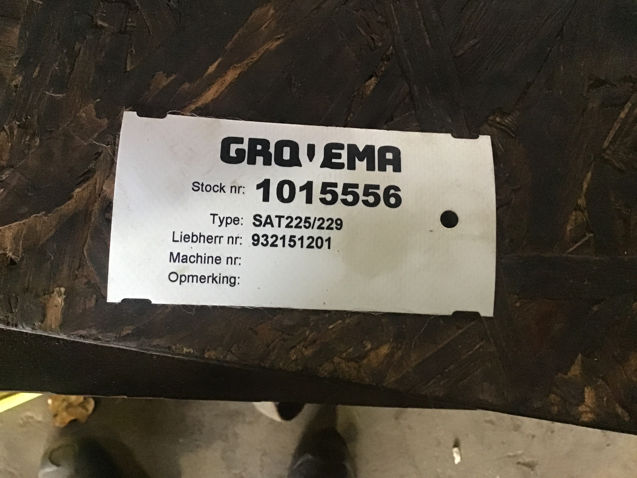 GROVEMA
Stock nr: 1015556
Type: SAT225/229
Liebherr nr: 932151201
Machine nr:
Opmerking: